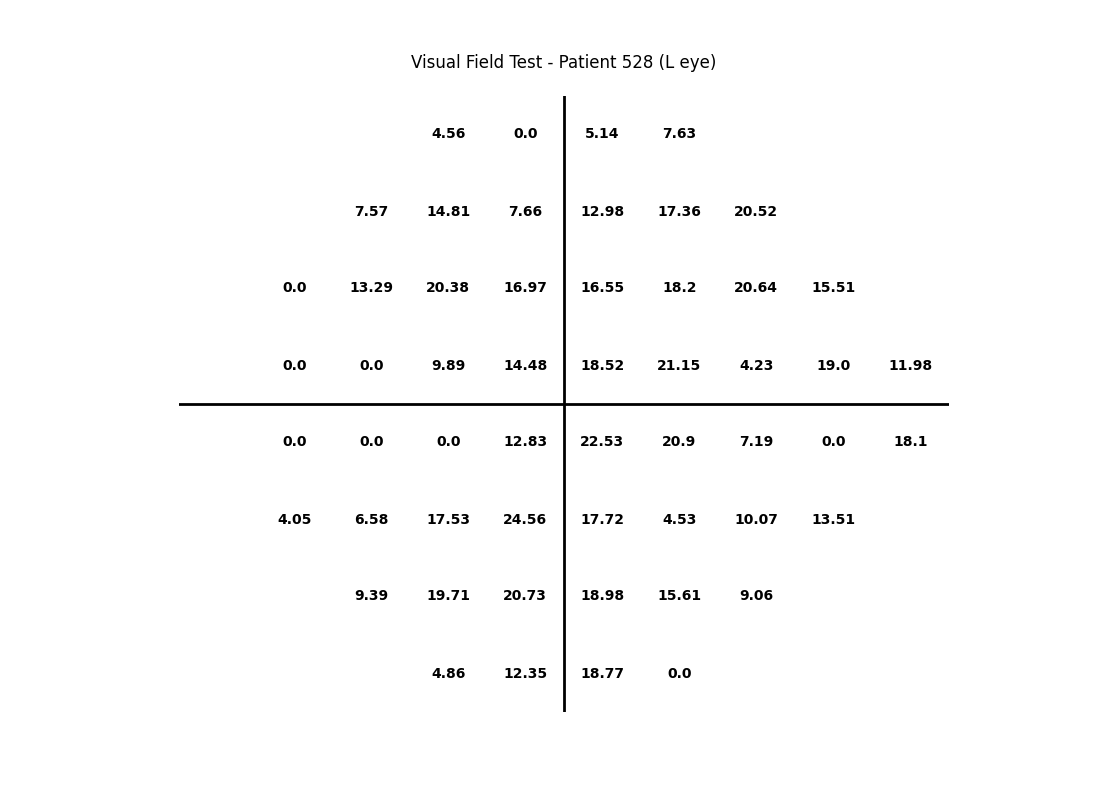 Visual Field Test - Patient 528 (L eye)
4.56 0.0 5.14 7.63
7.57 14.81 7.66 12.98 17.36 20.52
0.0 13.29 20.38 16.97 16.55 18.2 20.64 15.51
0.0 0.0 9.89 14.48 18.52 21.15 4.23 19.0 11.98
0.0 0.0 0.0 12.83 22.53 20.9 7.19 0.0 18.1
4.05 6.58 17.53 24.56 17.72 4.53 10.07 13.51
9.39 19.71 20.73 18.98 15.61 9.06
4.86 12.35 18.77 0.0